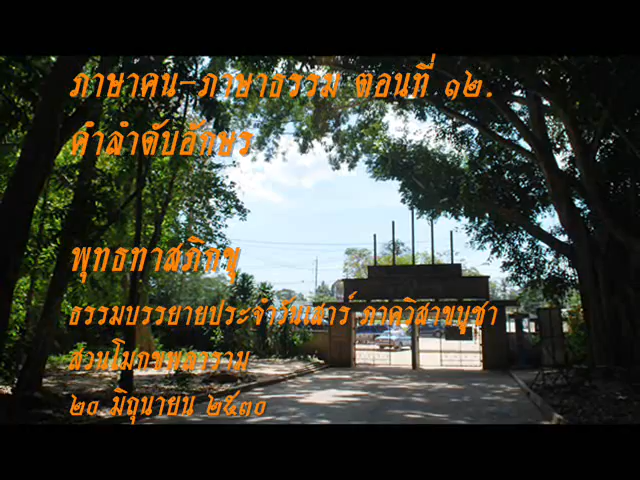 ภาษาคน-ภาษาธรรม ตอนที่ ๑๒.
คำลำดับอักษร
พุทธทาสภิกขุ
ธรรมบรรยายประจำวันเสาร์ ภาควิสาขบูชา
สวนโมกขพลาราม
๒๐ มิถุนายน ๒๕๓๐